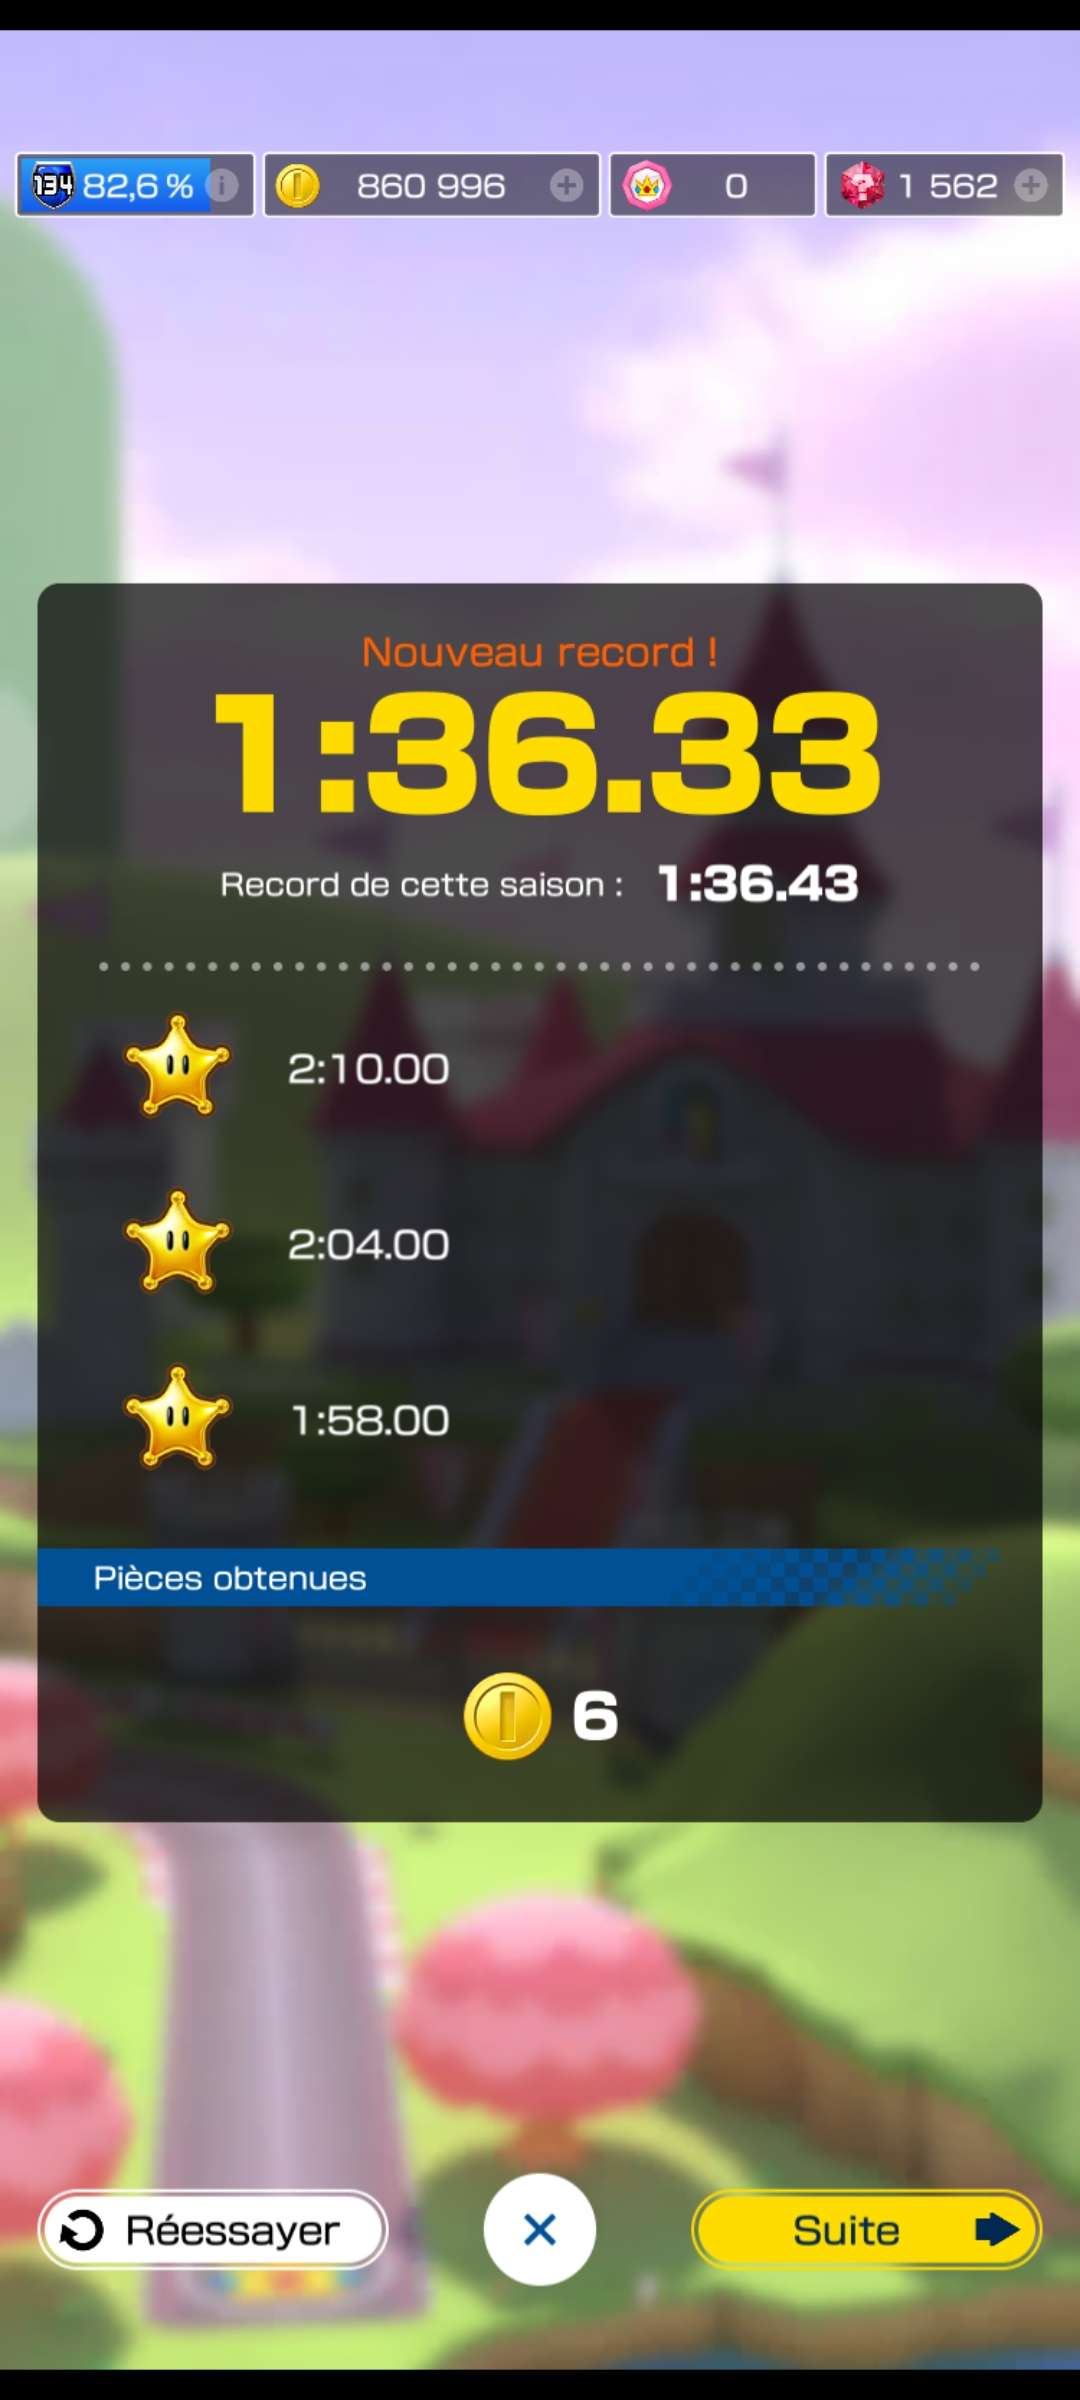 134 82,6 % i 860 996 + 0 1 562 +
Nouveau record !
1:36.33
Record de cette saison : 1:36.43
2:10.00
2:04.00
1:58.00
Pièces obtenues
6
Réessayer × Suite